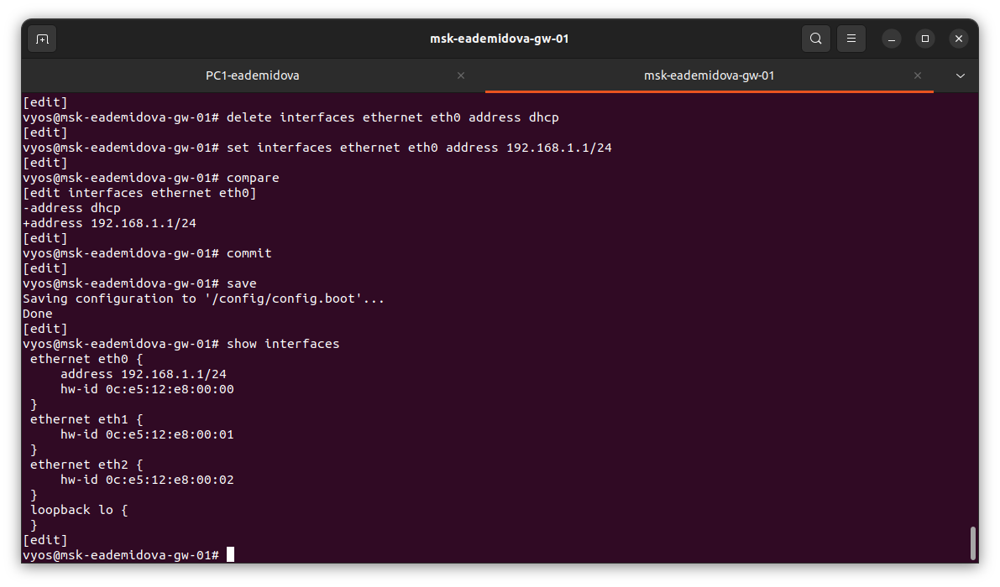 msk-eademidova-gw-01
PC1-eademidova
msk-eademidova-gw-01
[edit]
vyos@msk-eademidova-gw-01# delete interfaces ethernet eth0 address dhcp
[edit]
vyos@msk-eademidova-gw-01# set interfaces ethernet eth0 address 192.168.1.1/24
[edit]
vyos@msk-eademidova-gw-01# compare
[edit interfaces ethernet eth0]
-address dhcp
+address 192.168.1.1/24
[edit]
vyos@msk-eademidova-gw-01# commit
[edit]
vyos@msk-eademidova-gw-01# save
Saving configuration to '/config/config.boot'...
Done
[edit]
vyos@msk-eademidova-gw-01# show interfaces
 ethernet eth0 {
     address 192.168.1.1/24
     hw-id 0c:e5:12:e8:00:00
 }
 ethernet eth1 {
     hw-id 0c:e5:12:e8:00:01
 }
 ethernet eth2 {
     hw-id 0c:e5:12:e8:00:02
 }
 loopback lo {
 }
[edit]
vyos@msk-eademidova-gw-01#